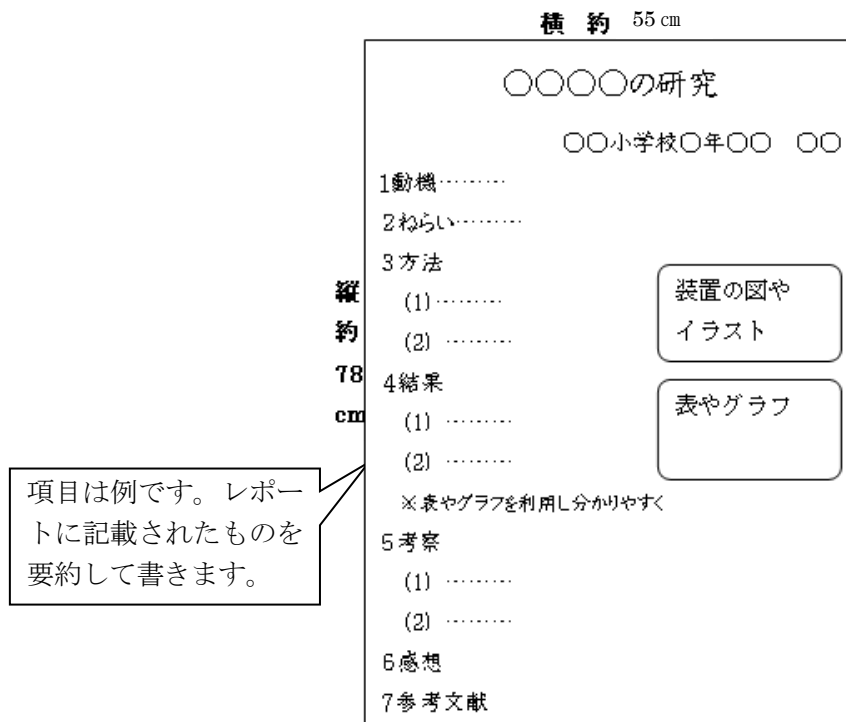 横 約 55㎝
○○○○の研究
○○小学校○年○○ ○○
1動機………
2ねらい………
3方法
(1)………
(2) ………
装置の図や
イラスト
縦
約
78
cm
4結果
(1) ………
(2) ………
表やグラフ
※表やグラフを利用し分かりやすく
項目は例です。レポー
トに記載されたものを
要約して書きます。
5考察
(1) ………
(2) ………
6感想
7参考文献